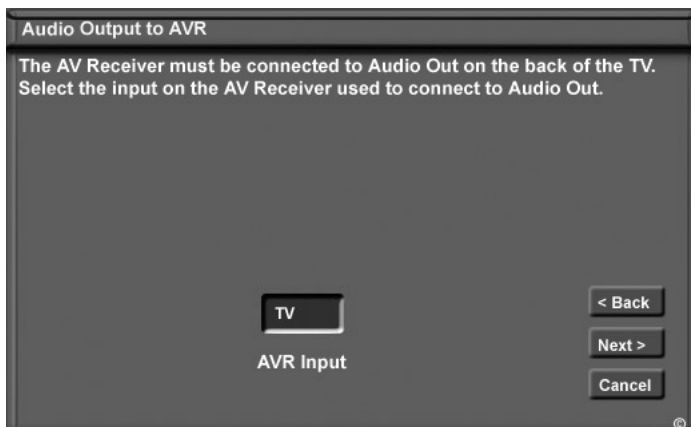 Audio Output to AVR
The AV Receiver must be connected to Audio Out on the back of the TV.
Select the input on the AV Receiver used to connect to Audio Out.
TV
AVR Input
< Back
Next >
Cancel
©